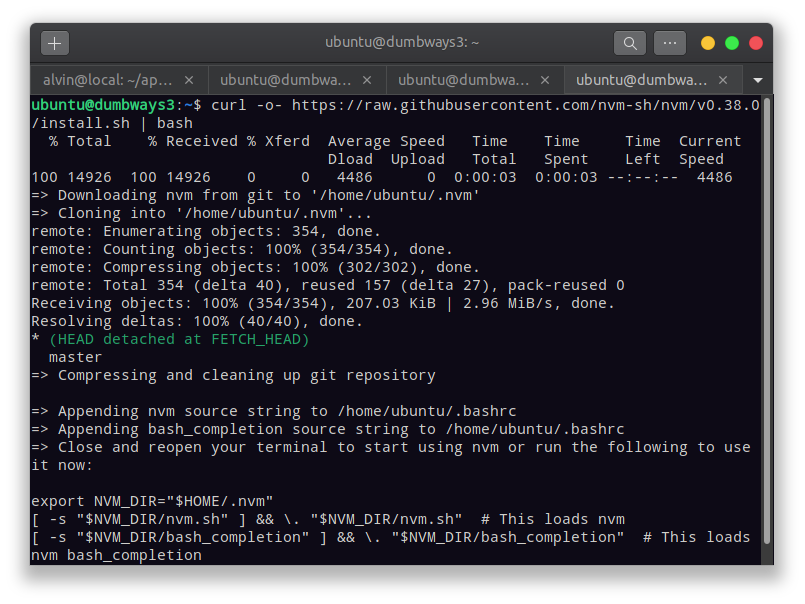 ubuntu@dumbways3: ~
alvin@local: ~/ap... × ubuntu@dumbwa... × ubuntu@dumbwa... × ubuntu@dumbwa... ×
ubuntu@dumbways3:~$ curl -o- https://raw.githubusercontent.com/nvm-sh/nvm/v0.38.0
/install.sh | bash
  % Total    % Received % Xferd  Average Speed   Time    Time     Time  Current
                                 Dload  Upload   Total   Spent    Left  Speed
100 14926  100 14926    0     0   4486      0  0:00:03  0:00:03 --:--:--  4486
=> Downloading nvm from git to '/home/ubuntu/.nvm'
=> Cloning into '/home/ubuntu/.nvm'...
remote: Enumerating objects: 354, done.
remote: Counting objects: 100% (354/354), done.
remote: Compressing objects: 100% (302/302), done.
remote: Total 354 (delta 40), reused 157 (delta 27), pack-reused 0
Receiving objects: 100% (354/354), 207.03 KiB | 2.96 MiB/s, done.
Resolving deltas: 100% (40/40), done.
* (HEAD detached at FETCH_HEAD)
  master
=> Compressing and cleaning up git repository
=> Appending nvm source string to /home/ubuntu/.bashrc
=> Appending bash_completion source string to /home/ubuntu/.bashrc
=> Close and reopen your terminal to start using nvm or run the following to use
it now:
export NVM_DIR="$HOME/.nvm"
[ -s "$NVM_DIR/nvm.sh" ] && \. "$NVM_DIR/nvm.sh"  # This loads nvm
[ -s "$NVM_DIR/bash_completion" ] && \. "$NVM_DIR/bash_completion"  # This loads
nvm bash_completion